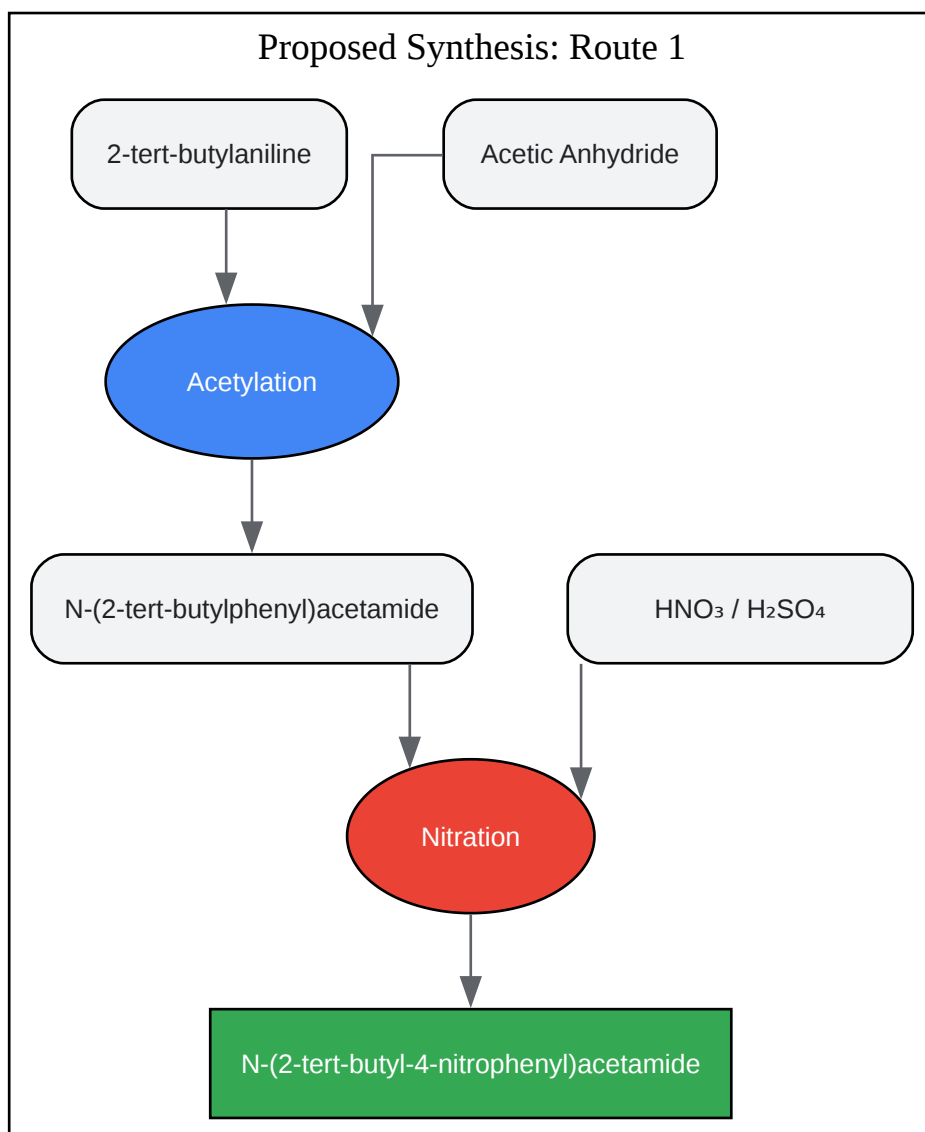 Proposed Synthesis: Route 1
2-tert-butylaniline
Acetic Anhydride
Acetylation
N-(2-tert-butylphenyl)acetamide
HNO₃ / H₂SO₄
Nitration
N-(2-tert-butyl-4-nitrophenyl)acetamide